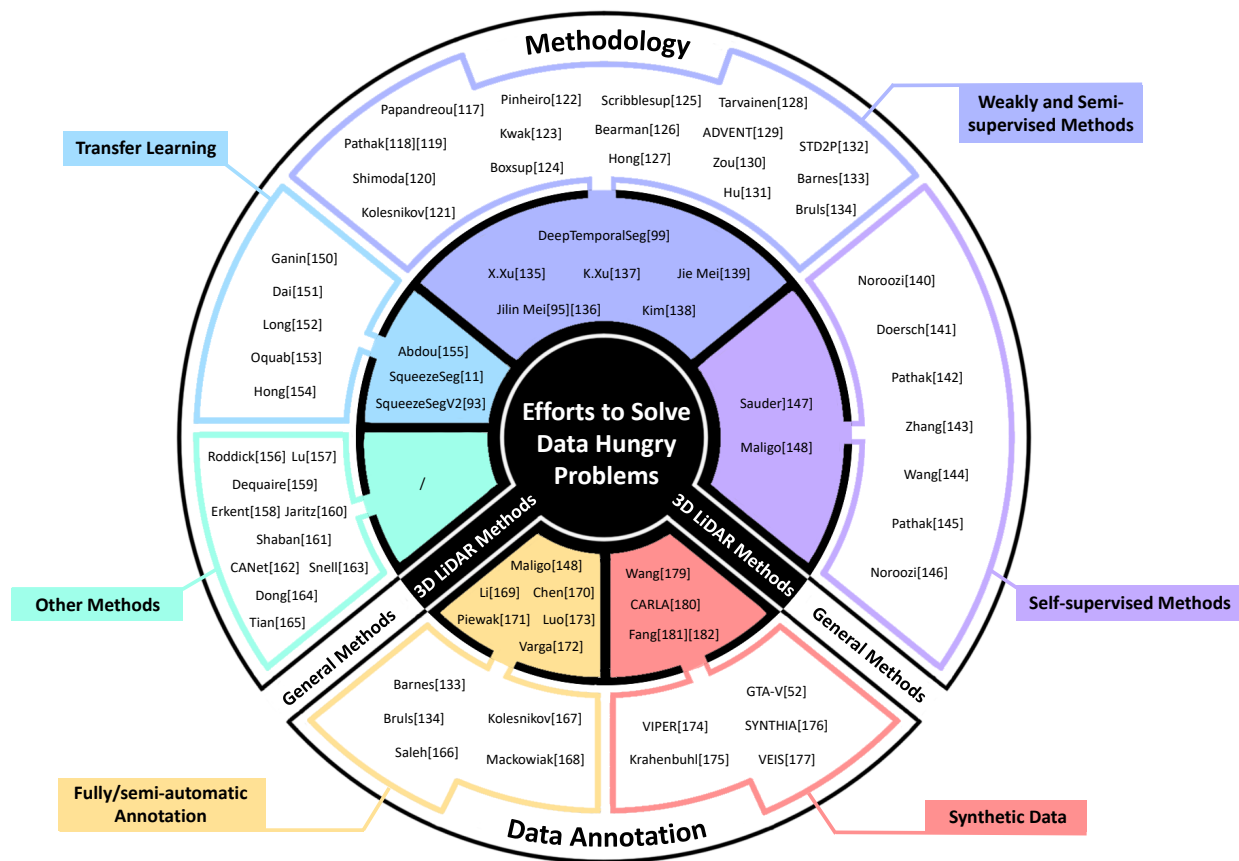 Methodology
Weakly and Semi-
supervised Methods
Papandreou[117]
Pathak[118][119]
Shimoda[120]
Kolesnikov[121]
Pinheiro[122]
Kwak[123]
Boxsup[124]
Scribblesup[125]
Bearman[126]
Hong[127]
Tarvainen[128]
ADVENT[129]
Zou[130]
Hu[131]
STD2P[132]
Barnes[133]
Bruls[134]
DeepTemporalSeg[99]
X.Xu[135]
K.Xu[137]
Jie Mei[139]
Jilin Mei[95][136]
Kim[138]
Transfer Learning
Ganin[150]
Dai[151]
Long[152]
Oquab[153]
Hong[154]
Abdou[155]
SqueezeSeg[11]
SqueezeSegV2[93]
Efforts to Solve
Data Hungry
Problems
Sauder[147]
Maligo[148]
Noroozi[140]
Doersch[141]
Pathak[142]
Zhang[143]
Wang[144]
Pathak[145]
Noroozi[146]
Self-supervised Methods
Other Methods
Roddick[156] Lu[157]
Dequaire[159]
Erkent[158] Jaritz[160]
Shaban[161]
CANet[162] Snell[163]
Dong[164]
Tian[165]
/
3D LiDAR Methods
General Methods
3D LiDAR Methods
General Methods
Maligo[148]
Li[169] Chen[170]
Piewak[171] Luo[173]
Varga[172]
Wang[179]
CARLA[180]
Fang[181][182]
Barnes[133]
Bruls[134]
Saleh[166]
Kolesnikov[167]
Mackowiak[168]
VIPER[174]
Krahenbuhl[175]
GTA-V[52]
SYNTHIA[176]
VEIS[177]
Fully/semi-automatic
Annotation
Data Annotation
Synthetic Data